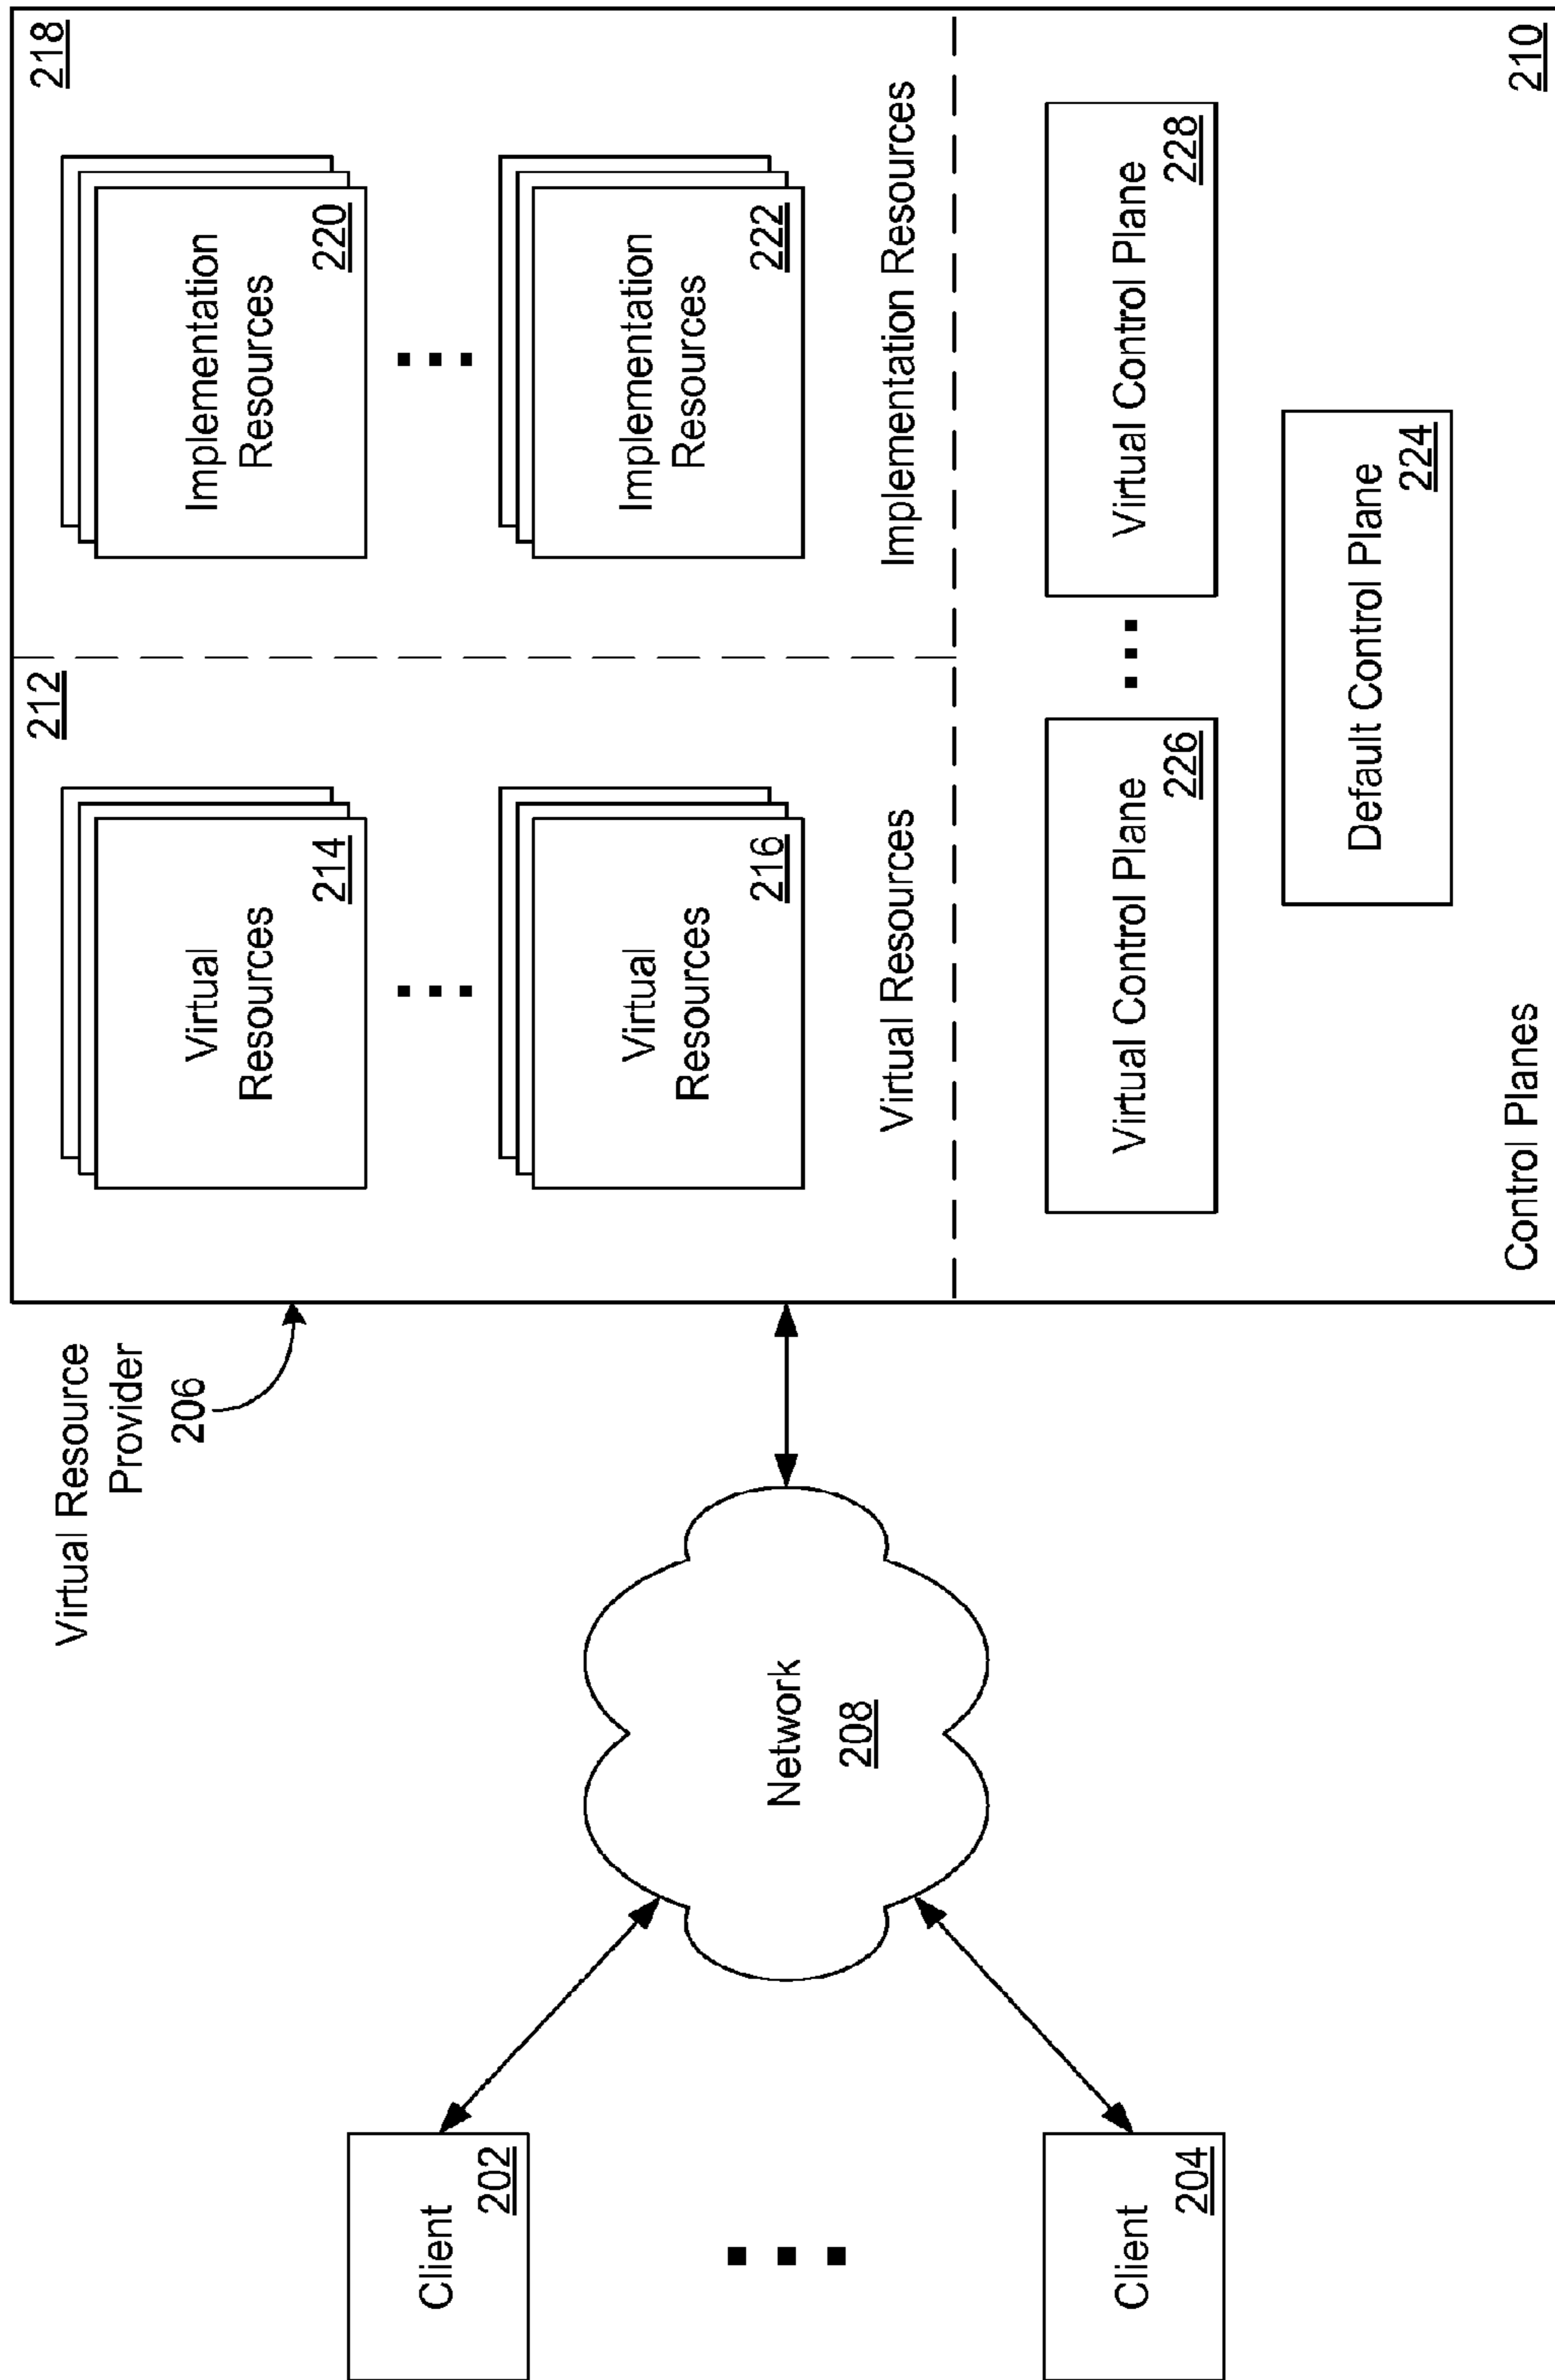 Client
202
Client
204
Network
208
Virtual Resource
Provider
206
212
Virtual
Resources
214
Virtual
Resources
216
Virtual Resources
218
Implementation
Resources
220
Implementation
Resources
222
Implementation Resources
Virtual Control Plane
226
Virtual Control Plane
228
Default Control Plane
224
Control Planes
210